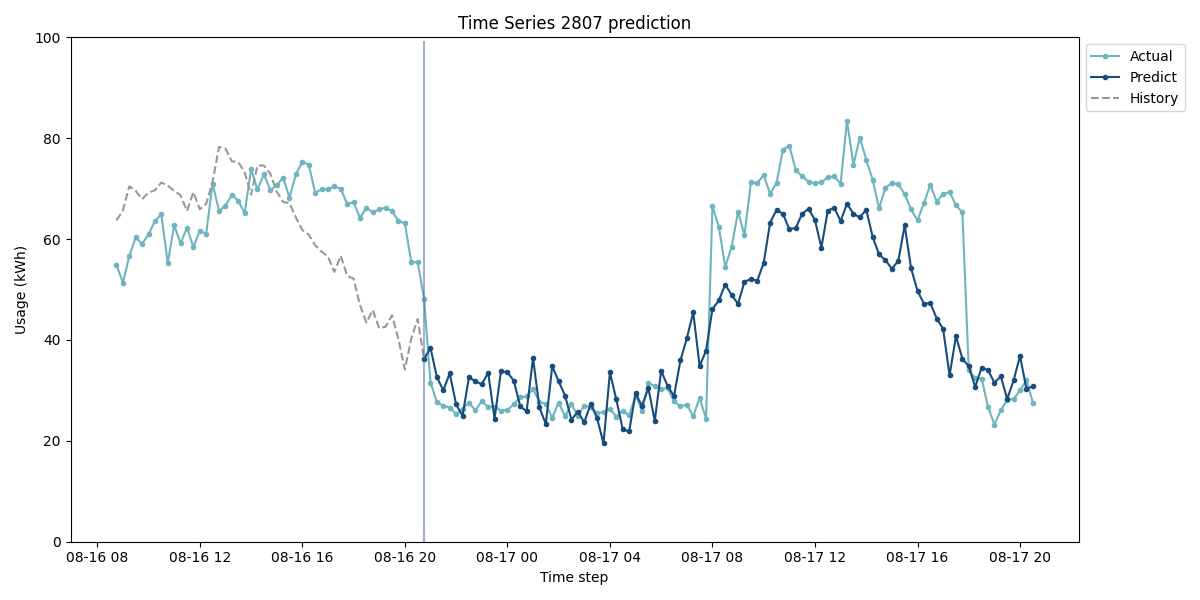 Time Series 2807 prediction
Usage (kWh)
100
80
60
40
20
0
08-16 08 08-16 12 08-16 16 08-16 20 08-17 00 08-17 04 08-17 08 08-17 12 08-17 16 08-17 20
Time step
Actual
Predict
History